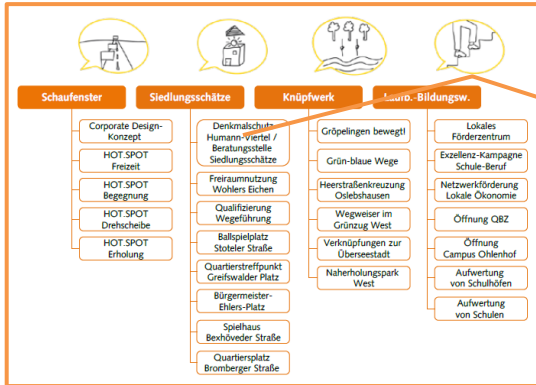 Schaufenster
Corporate Design-
Konzept
HOT.SPOT
Freizeit
HOT.SPOT
Begegnung
HOT.SPOT
Drehscheibe
HOT.SPOT
Erholung
Siedlungsschätze
Denkmalschutz
Humann-Viertel /
Beratungsstelle
Siedlungsschätze
Freiraumnutzung
Wohlers Eichen
Qualifizierung
Wegeführung
Ballspielplatz
Stoteler Straße
Quartierstreffpunkt
Greifswalder Platz
Bürgermeister-
Ehlers-Platz
Spielhaus
Bexhöveder Straße
Quartiersplatz
Bromberger Straße
Knüpfwerk
Gröpelingen bewegt!
Grün-blaue Wege
Heerstraßenkreuzung
Oslebshausen
Wegweiser im
Grünzug West
Verknüpfungen zur
Überseestadt
Naherholungspark
West
Laufb.-Bildungsw.
Lokales
Förderzentrum
Exzellenz-Kampagne
Schule-Beruf
Netzwerkförderung
Lokale Ökonomie
Öffnung QBZ
Öffnung
Campus Ohlenhof
Aufwertung
von Schulhöfen
Aufwertung
von Schulen